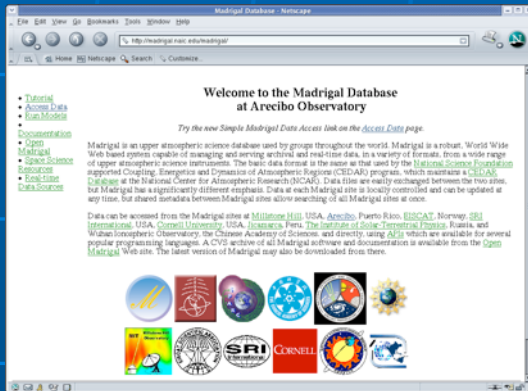 Madrigal Database - Netscape
File Edit View Go Bookmarks Tools Window Help
http://madrigal.naic.edu/madrigal/
Home Netscape Search Customize...
Welcome to the Madrigal Database
at Arecibo Observatory
Try the new Simple Madrigal Data Access link on the Access Data page.
Tutorial
Access Data
Run Models
Documentation
Open
Madrigal
Space Science
Resources
Real-time
Data Sources
Madrigal is an upper atmospheric science database used by groups throughout the world. Madrigal is a robust, World Wide
Web based system capable of managing and serving archival and real-time data, in a variety of formats, from a wide range
of upper atmospheric science instruments. The basic data format is the same as that used by the National Science Foundation
supported Coupling, Energetics and Dynamics of Atmospheric Regions (CEDAR) program, which maintains a CEDAR
Database at the National Center for Atmospheric Research (NCAR). Data files are easily exchanged between the two sites,
but Madrigal has a significantly different emphasis. Data at each Madrigal site is locally controlled and can be updated at
any time, but shared metadata between Madrigal sites allow searching of all Madrigal sites at once.
Data can be accessed from the Madrigal sites at Millstone Hill, USA, Arecibo, Puerto Rico, EISCAT, Norway, SRI
International, USA, Cornell University, USA, Jicamarca, Peru, The Institute of Solar-Terrestrial Physics, Russia, and
Wuhan Ionospheric Observatory, the Chinese Academy of Sciences, and directly, using APIs which are available for several
popular programming languages. A CVS archive of all Madrigal software and documentation is available from the Open
Madrigal Web site. The latest version of Madrigal may also be downloaded from there.
SRI
International
CORNELL